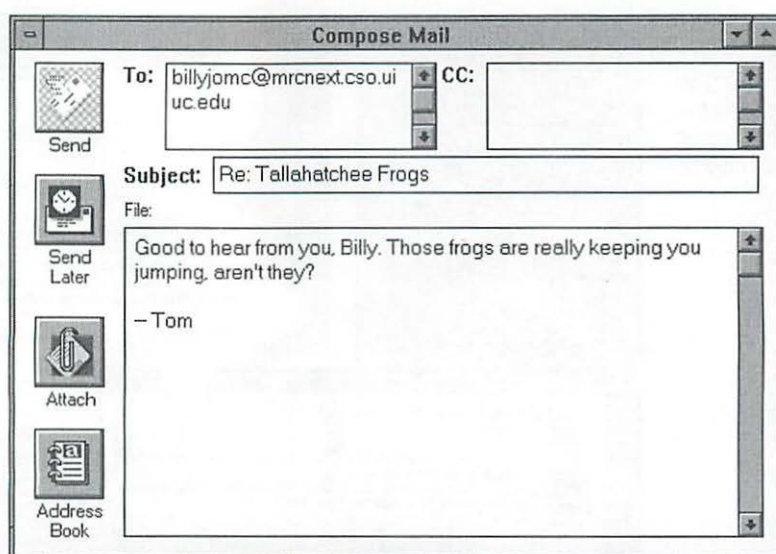 Compose Mail
Send
To: billyjomc@mrcnext.cso.ui
uc.edu
CC:
Subject: Re: Tallahatchee Frogs
File:
Send
Later
Good to hear from you, Billy. Those frogs are really keeping you
jumping, aren't they?
– Tom
Attach
Address
Book